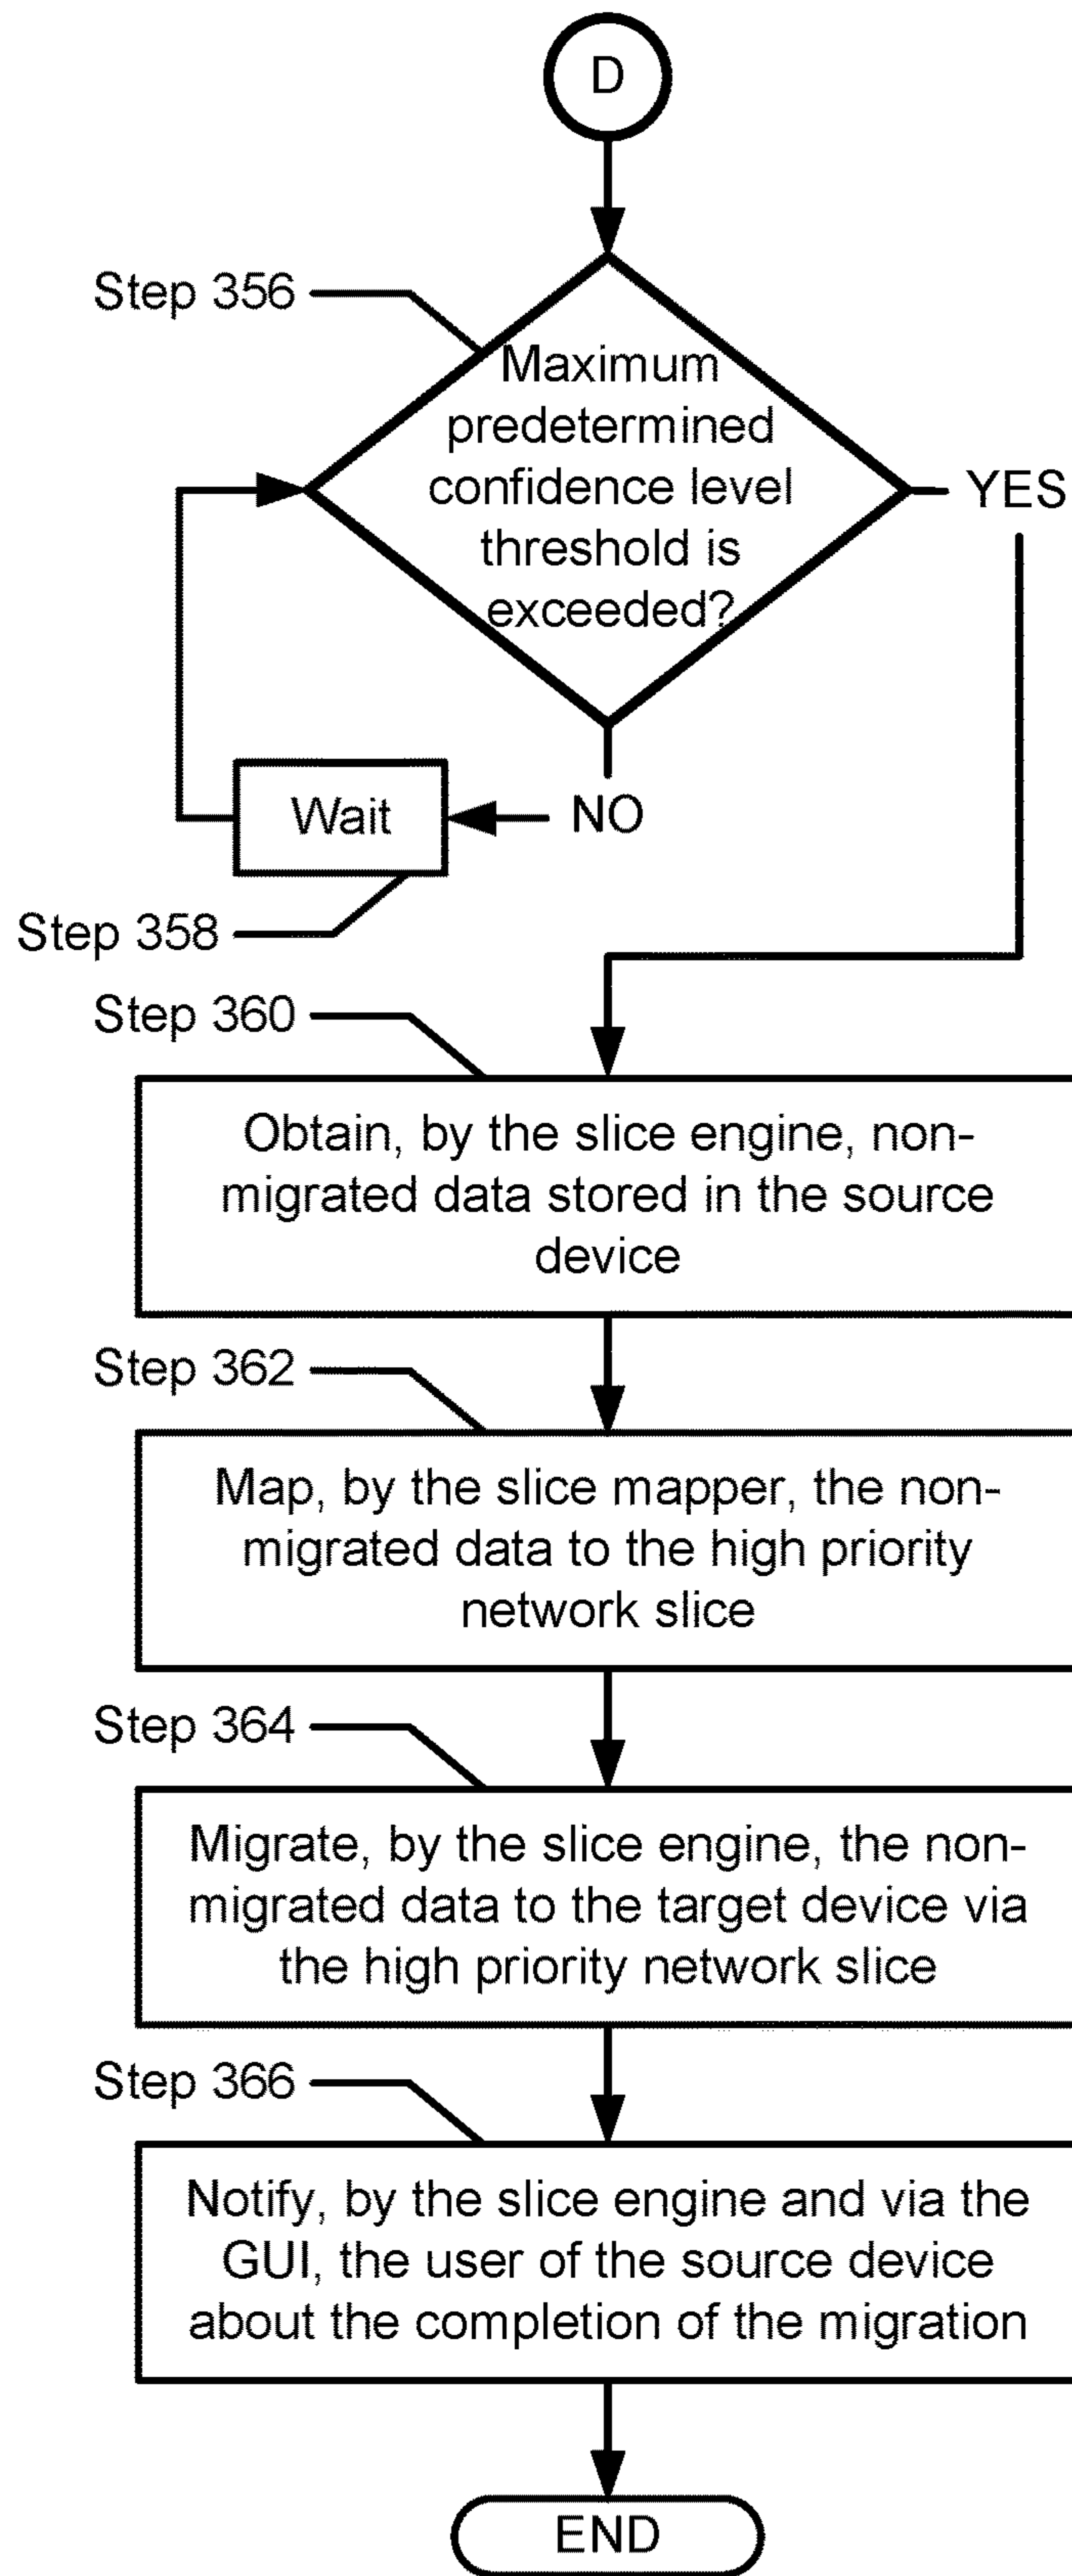 D
Step 356
Maximum
predetermined
confidence level
threshold is
exceeded?
YES
Wait
NO
Step 358
Step 360
Obtain, by the slice engine, non-
migrated data stored in the source
device
Step 362
Map, by the slice mapper, the non-
migrated data to the high priority
network slice
Step 364
Migrate, by the slice engine, the non-
migrated data to the target device via
the high priority network slice
Step 366
Notify, by the slice engine and via the
GUI, the user of the source device
about the completion of the migration
END